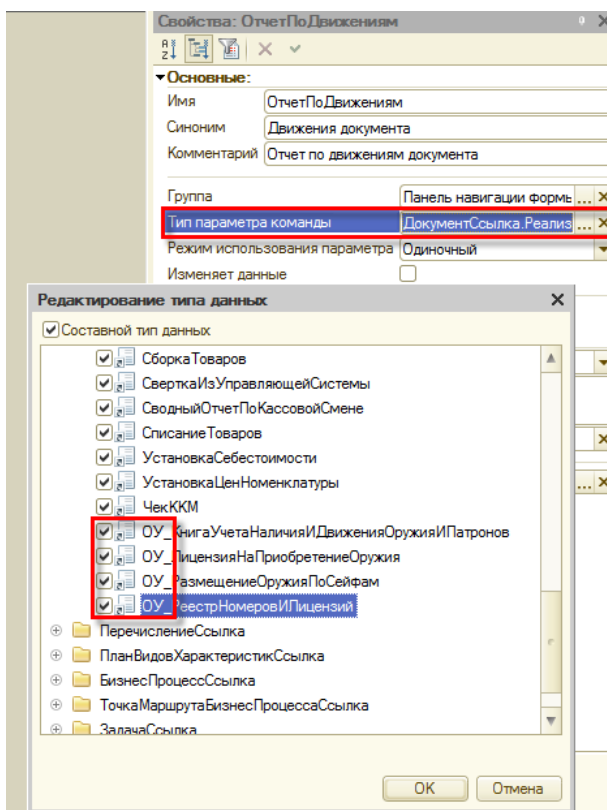 Свойства: ОтчетПоДвижениям
Основные:
Имя ОтчетПоДвижениям
Синоним Движения документа
Комментарий Отчет по движениям документа
Группа Панель навигации формы ...
Тип параметра команды ДокументСсылка.Реализ ...
Режим использования параметра Одиночный
Изменяет данные
Редактирование типа данных
Составной тип данных
СборкаТоваров
СверткаИзУправляющейСистемы
СводныйОтчетПоКассовойСмене
СписаниеТоваров
УстановкаСебестоимости
УстановкаЦенНоменклатуры
ЧекККМ
ОУ_КнигаУчетаНаличияИДвиженияОружияИПатронов
ОУ_ЛицензияНаПриобретениеОружия
ОУ_РазмещениеОружияПоСейфам
ОУ_РеестрНомеровИЛицензий
ПеречислениеСсылка
ПланВидовХарактеристикСсылка
БизнесПроцессСсылка
ТочкаМаршрутаБизнесПроцессаСсылка
ЗадачаСсылка
OK Отмена